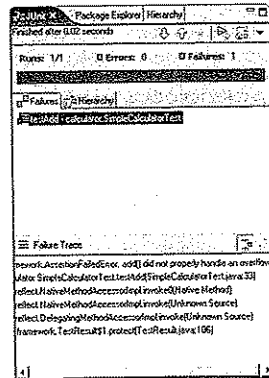 JUnit Package Explorer Hierarchy
Finished after 0.02 seconds
Runs: 1/1 Errors: 0 Failures: 1
Failures Hierarchy
testAdd - calculator.SimpleCalculatorTest
Failure Trace
nework.AssertionFailedError: add() did not properly handle an overflow
ulator.SimpleCalculatorTest.testAdd(SimpleCalculatorTest.java:33)
reflect.NativeMethodAccessorImpl.invoke0(Native Method)
reflect.NativeMethodAccessorImpl.invoke(Unknown Source)
reflect.DelegatingMethodAccessorImpl.invoke(Unknown Source)
framework.TestResult$1.protect(TestResult.java:106)